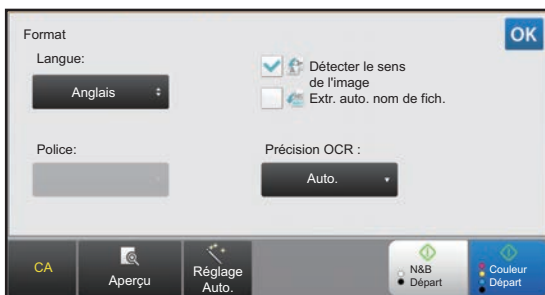 Format
OK
Langue:
Anglais
Détecter le sens
de l'image
Extr. auto. nom de fich.
Police:
Précision OCR :
Auto.
CA
Aperçu
Réglage
Auto.
N&B
Départ
Couleur
Départ